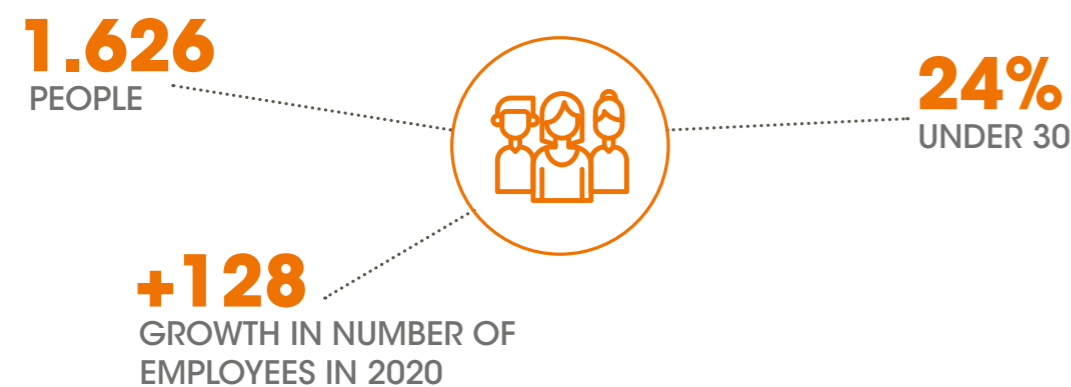 1.626
PEOPLE
24%
UNDER 30
+128
GROWTH IN NUMBER OF
EMPLOYEES IN 2020